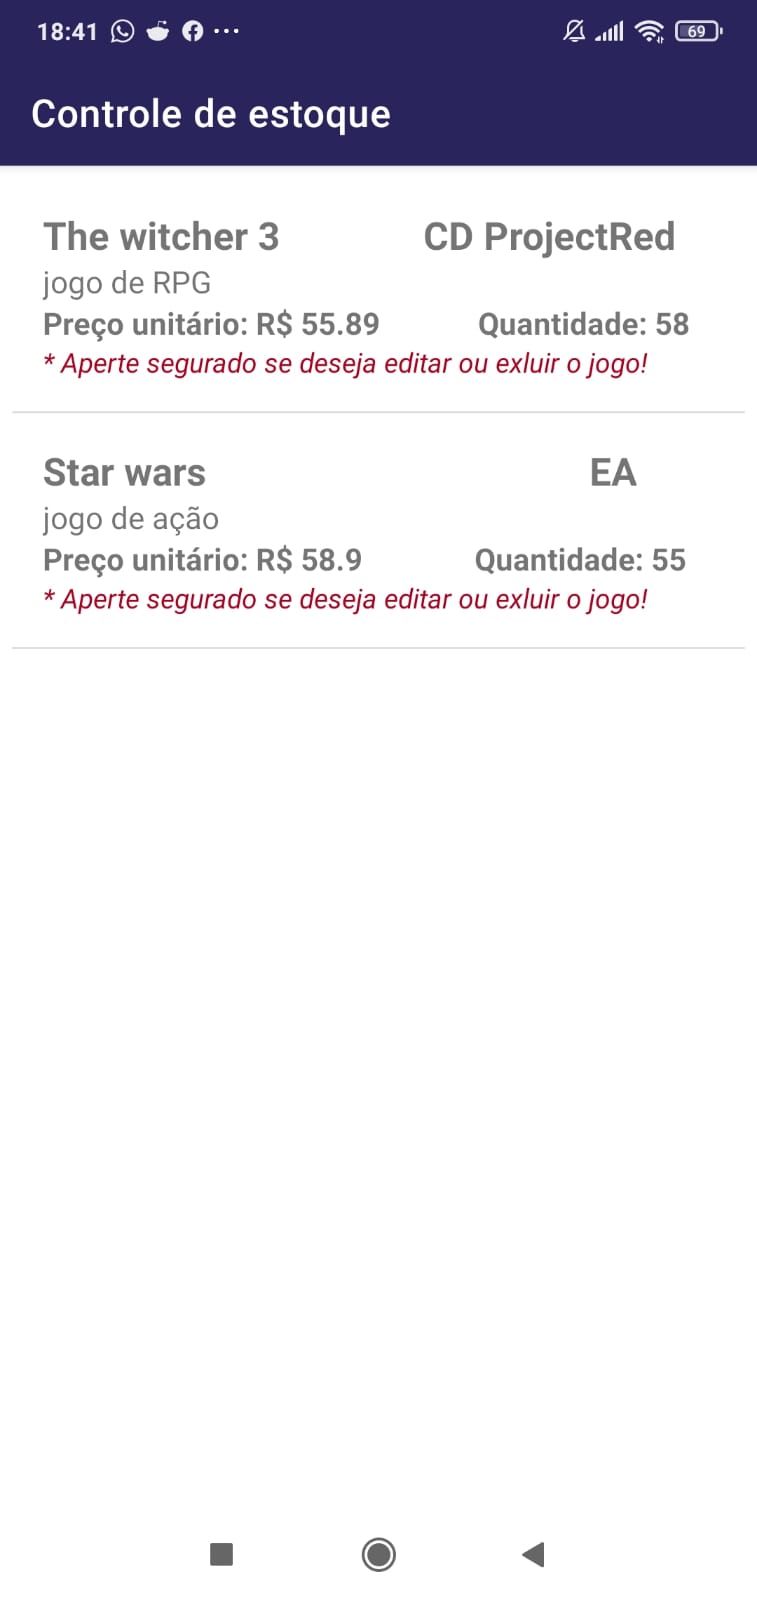 18:41 69
Controle de estoque
The witcher 3 CD ProjectRed
jogo de RPG
Preço unitário: R$ 55.89 Quantidade: 58
* Aperte segurado se deseja editar ou exluir o jogo!
Star wars EA
jogo de ação
Preço unitário: R$ 58.9 Quantidade: 55
* Aperte segurado se deseja editar ou exluir o jogo!